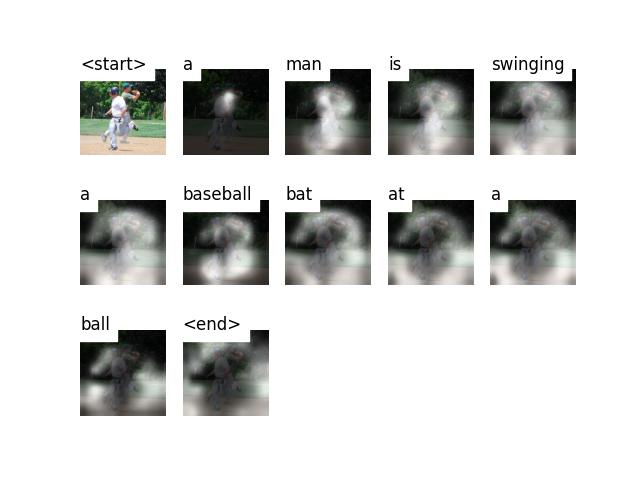 <start> a man is swinging
a baseball bat at a
ball <end>